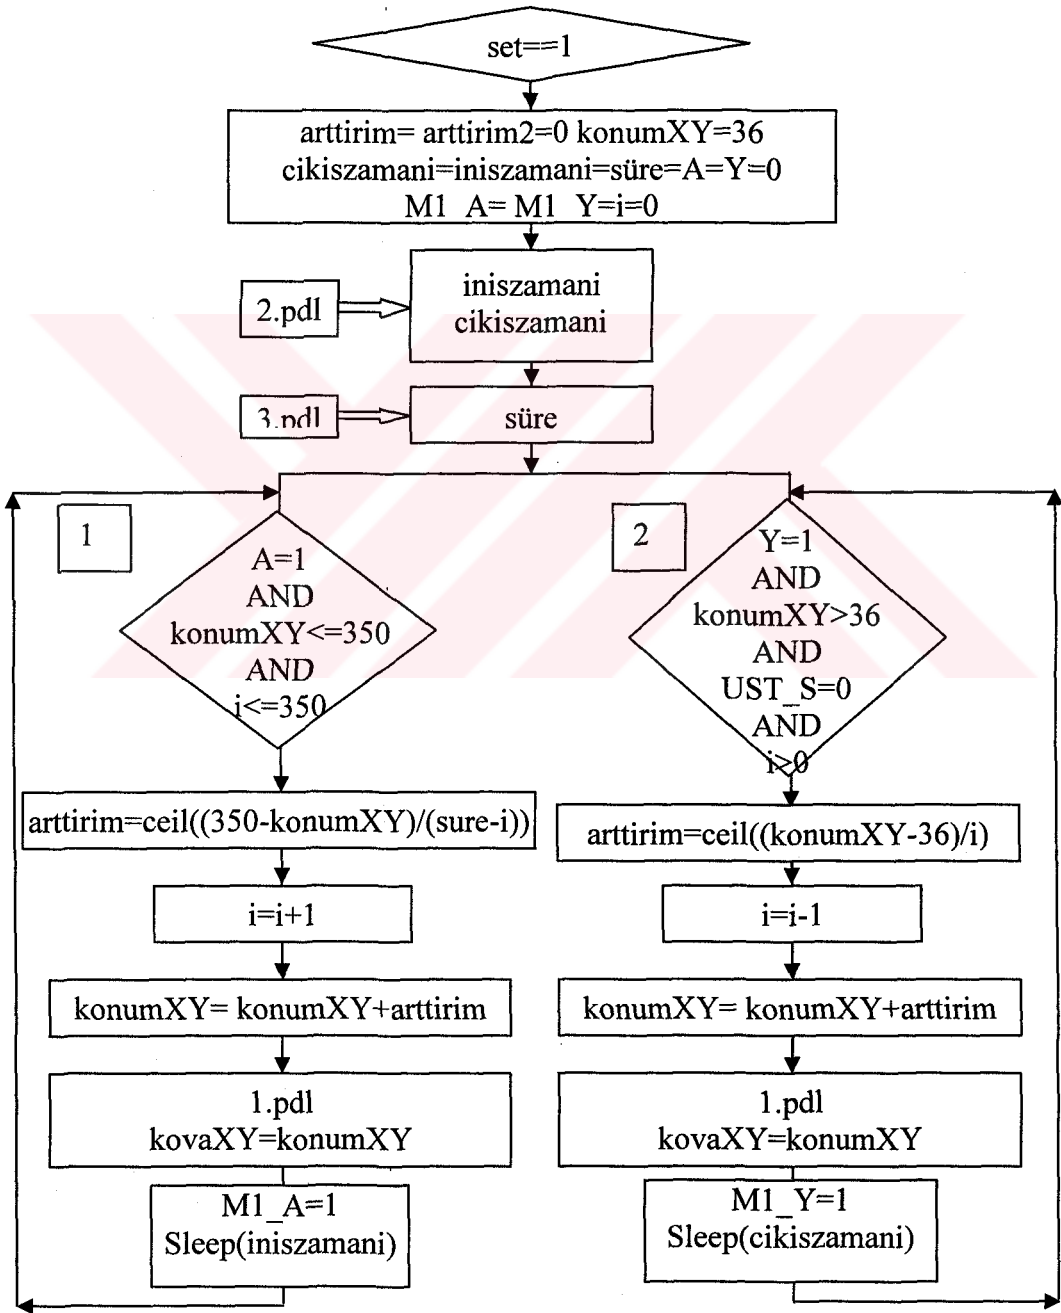 set==1
arttirim= arttirim2=0 konumXY=36
cikiszamani=iniszamani=süre=A=Y=0
M1_A= M1_Y=i=0
2.pdl
iniszamani
cikiszamani
3.pdl
süre
1
A=1
AND
konumXY<=350
AND
i<=350
arttirim=ceil((350-konumXY)/(sure-i))
i=i+1
konumXY= konumXY+arttirim
1.pdl
kovaXY=konumXY
M1_A=1
Sleep(iniszamani)
2
Y=1
AND
konumXY>36
AND
UST_S=0
AND
i>0
arttirim=ceil((konumXY-36)/i)
i=i-1
konumXY= konumXY+arttirim
1.pdl
kovaXY=konumXY
M1_Y=1
Sleep(cikiszamani)